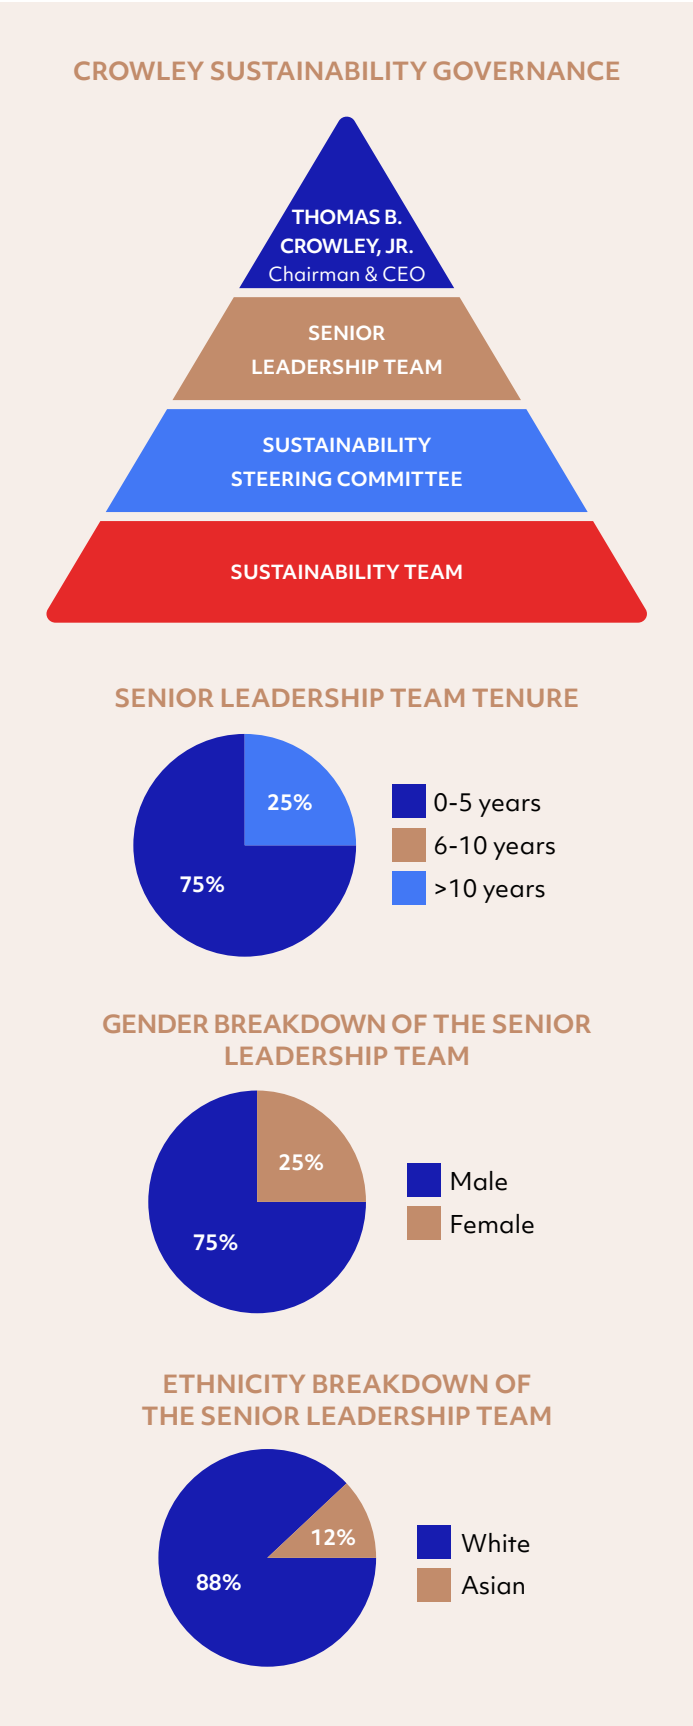 CROWLEY SUSTAINABILITY GOVERNANCE
THOMAS B.
CROWLEY, JR.
Chairman & CEO
SENIOR
LEADERSHIP TEAM
SUSTAINABILITY
STEERING COMMITTEE
SUSTAINABILITY TEAM
SENIOR LEADERSHIP TEAM TENURE
25%
75%
0-5 years
6-10 years
>10 years
GENDER BREAKDOWN OF THE SENIOR
LEADERSHIP TEAM
25%
75%
Male
Female
ETHNICITY BREAKDOWN OF
THE SENIOR LEADERSHIP TEAM
12%
88%
White
Asian